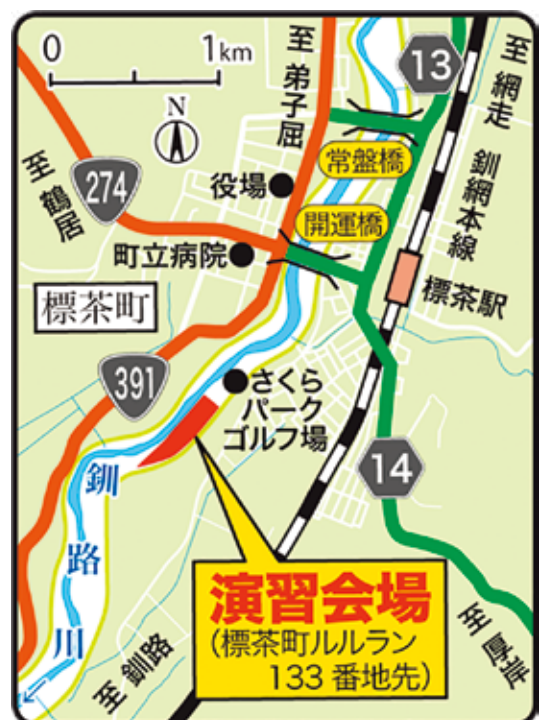 0 1km
N
至弟子屈
13
至網走
釧網本線
常盤橋
274
至鶴居
役場
開運橋
町立病院
標茶町
標茶駅
391
さくら
パーク
ゴルフ場
14
釧路川
演習会場
(標茶町ルルラン
133番地先)
至釧路
至厚岸